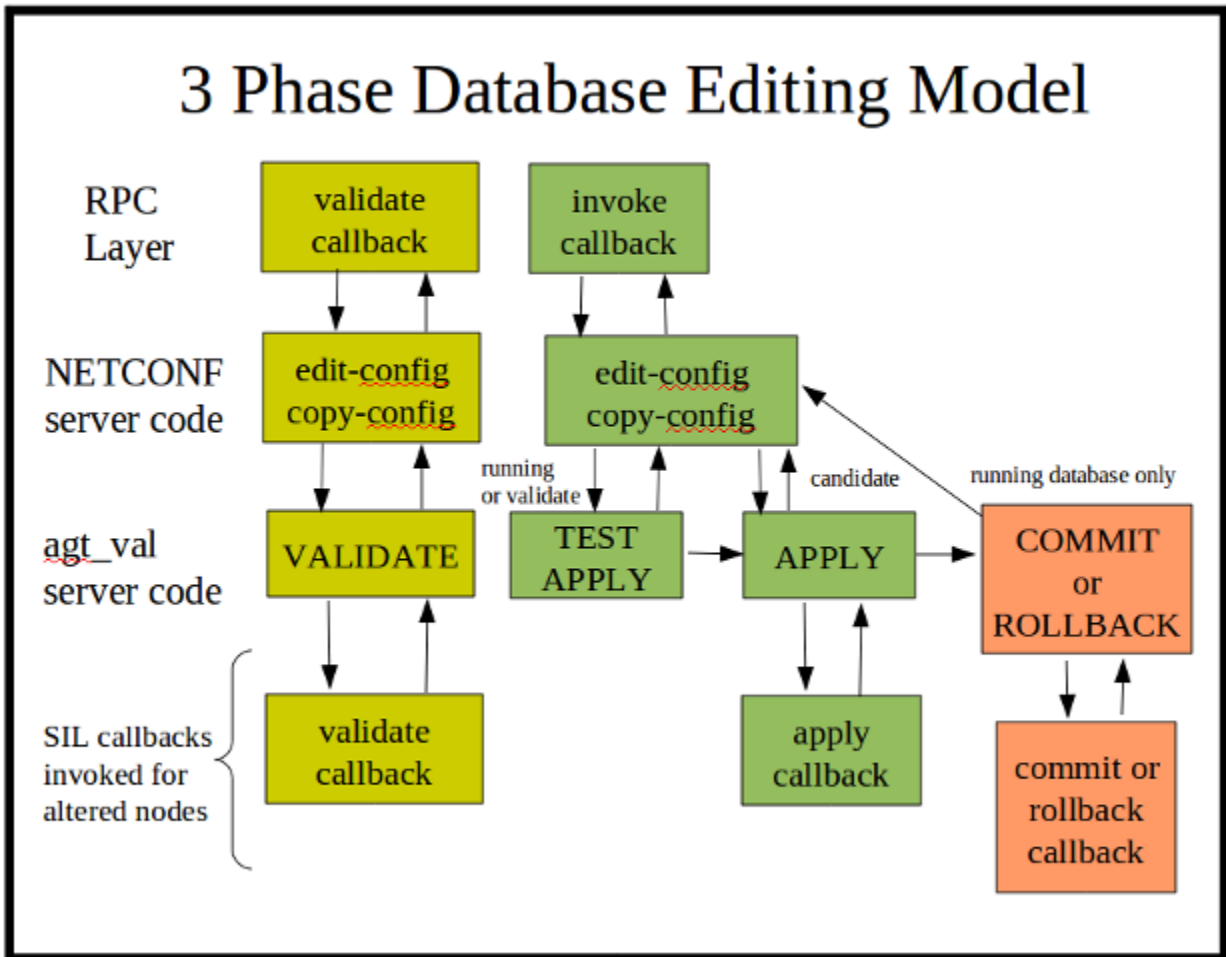 3 Phase Database Editing Model
RPC
Layer
validate
callback
invoke
callback
NETCONF
server code
edit-config
copy-config
edit-config
copy-config
running
or validate
candidate
running database only
agt_val
server code
VALIDATE
TEST
APPLY
APPLY
COMMIT
or
ROLLBACK
SIL callbacks
invoked for
altered nodes
validate
callback
apply
callback
commit or
rollback
callback